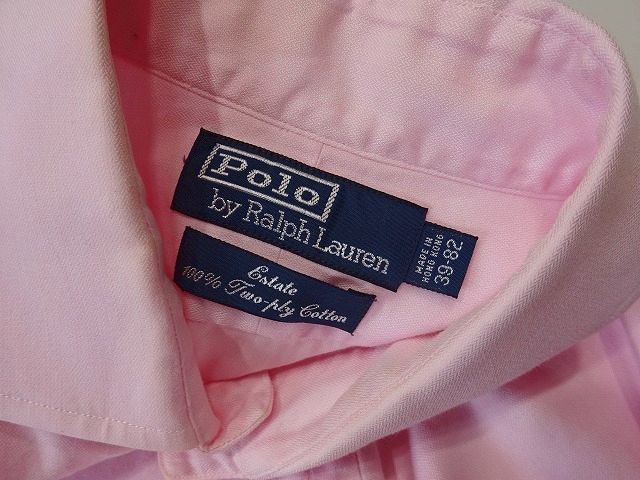 Polo
by Ralph Lauren
MADE IN
HONG KONG
39-82
Estate
100% Two-ply Cotton